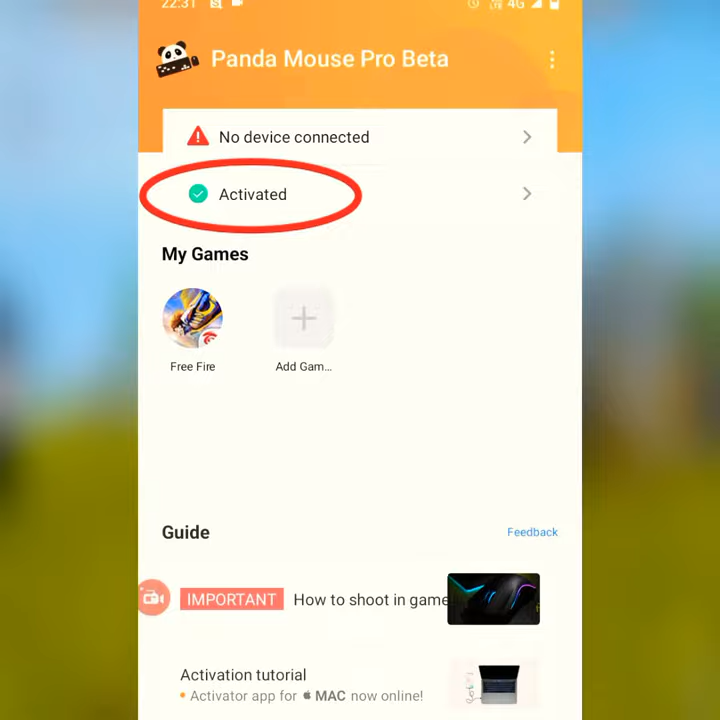 22:31 4G
Panda Mouse Pro Beta
No device connected
Activated
My Games
Free Fire
Add Gam...
Guide
Feedback
IMPORTANT How to shoot in game
Activation tutorial
Activator app for MAC now online!